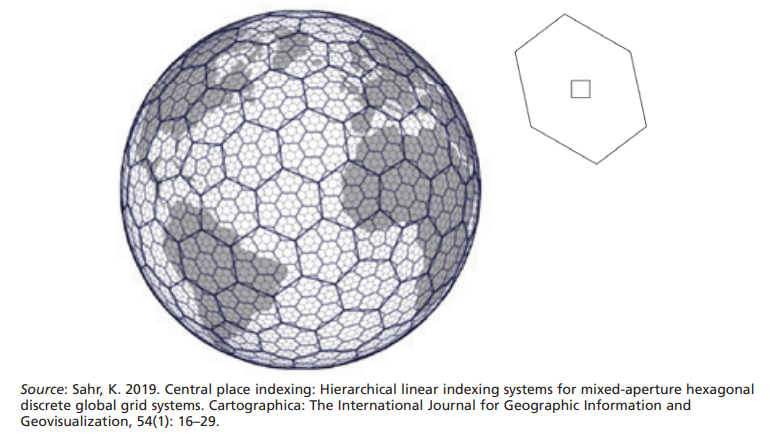 Source: Sahr, K. 2019. Central place indexing: Hierarchical linear indexing systems for mixed-aperture hexagonal
discrete global grid systems. Cartographica: The International Journal for Geographic Information and
Geovisualization, 54(1): 16–29.